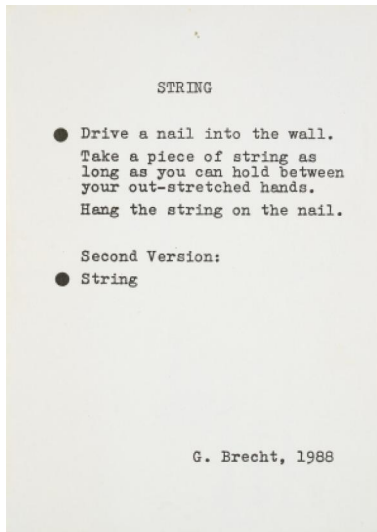 STRING
● Drive a nail into the wall.
Take a piece of string as
long as you can hold between
your out-stretched hands.
Hang the string on the nail.
Second Version:
● String
G. Brecht, 1988